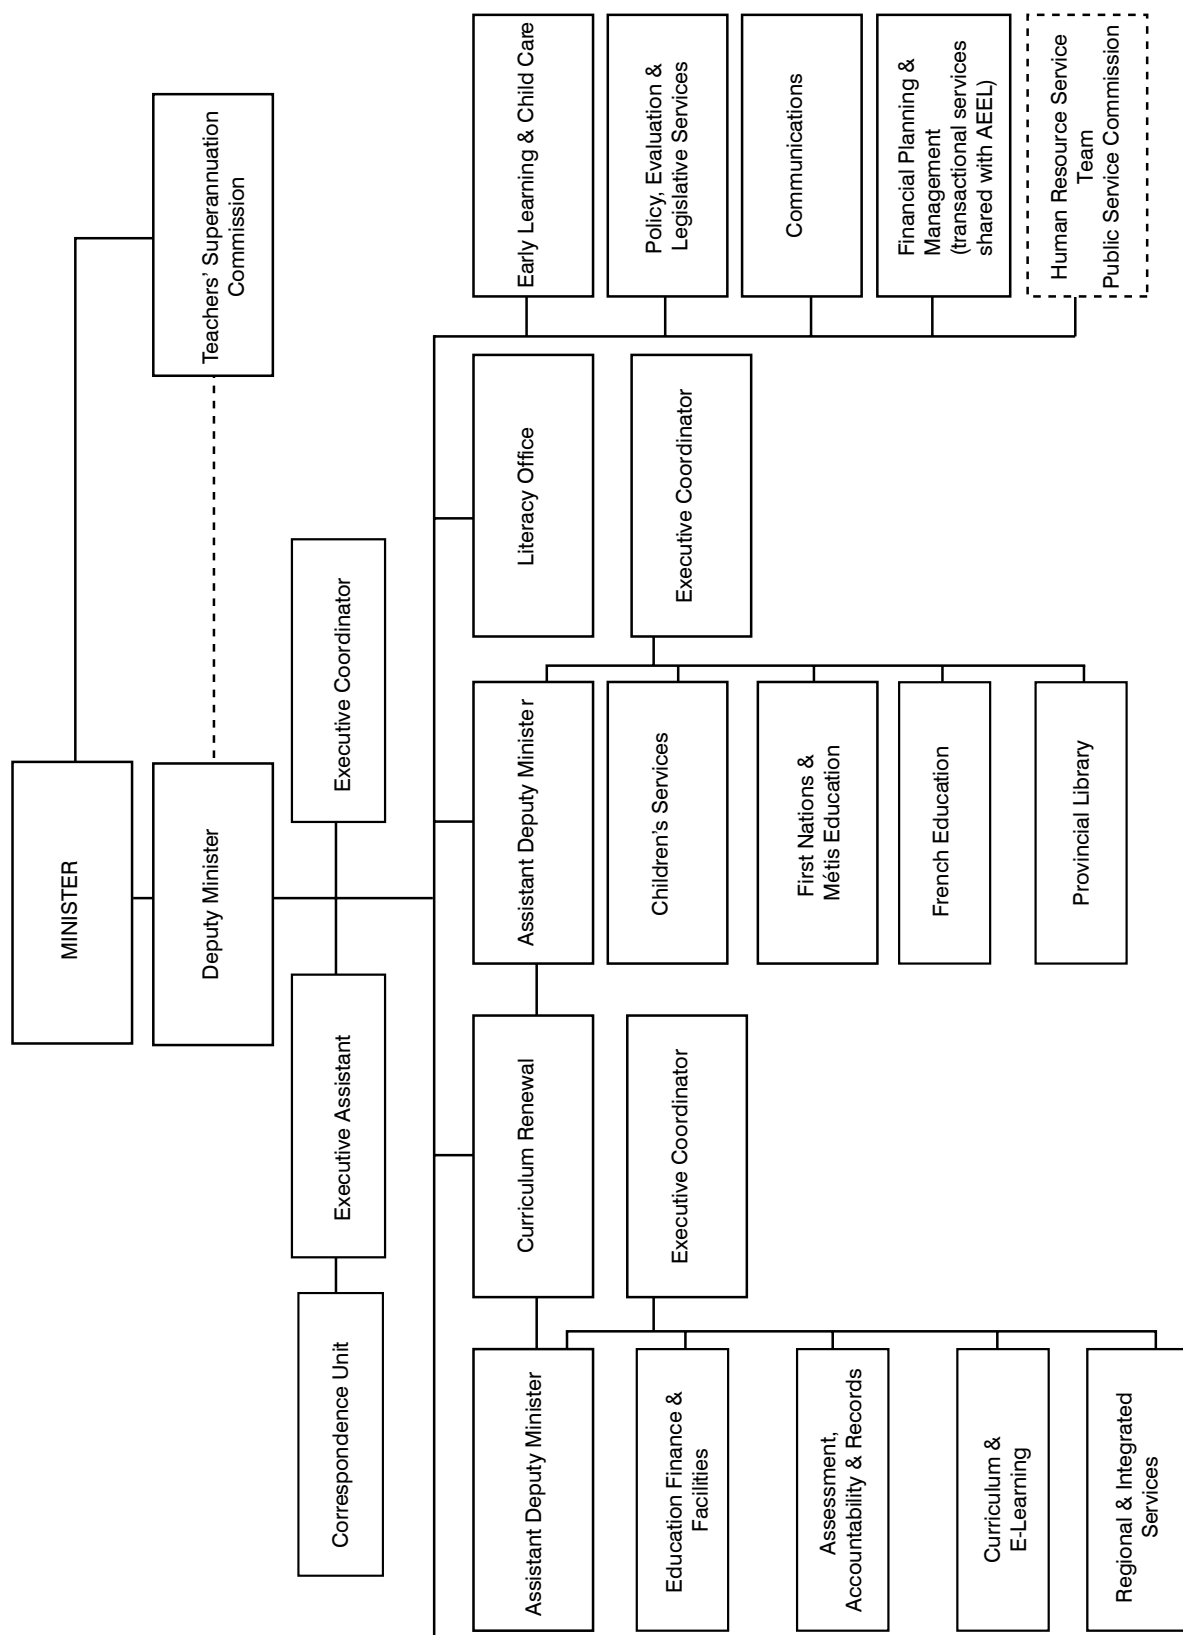 MINISTER
Deputy Minister
Teachers’ Superannuation
Commission
Executive Assistant
Executive Coordinator
Correspondence Unit
Assistant Deputy Minister
Curriculum Renewal
Assistant Deputy Minister
Literacy Office
Early Learning & Child Care
Education Finance &
Facilities
Assessment,
Accountability & Records
Curriculum &
E-Learning
Regional & Integrated
Services
Executive Coordinator
Children’s Services
First Nations &
Métis Education
French Education
Provincial Library
Executive Coordinator
Policy, Evaluation &
Legislative Services
Communications
Financial Planning &
Management
(transactional services
shared with AEEL)
Human Resource Service
Team
Public Service Commission